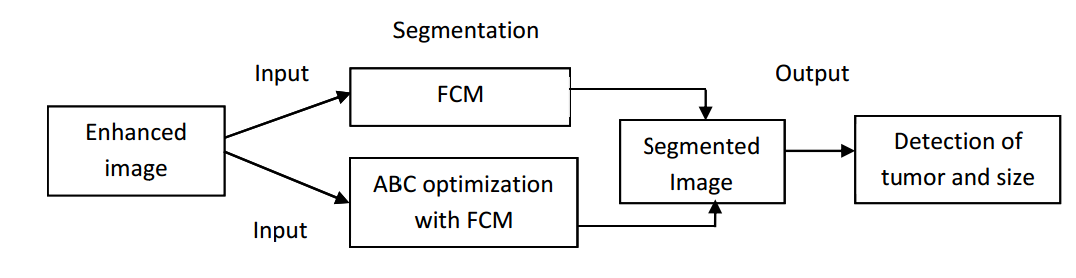 Segmentation
Input
FCM
Output
Enhanced
image
Segmented
Image
Detection of
tumor and size
ABC optimization
with FCM
Input